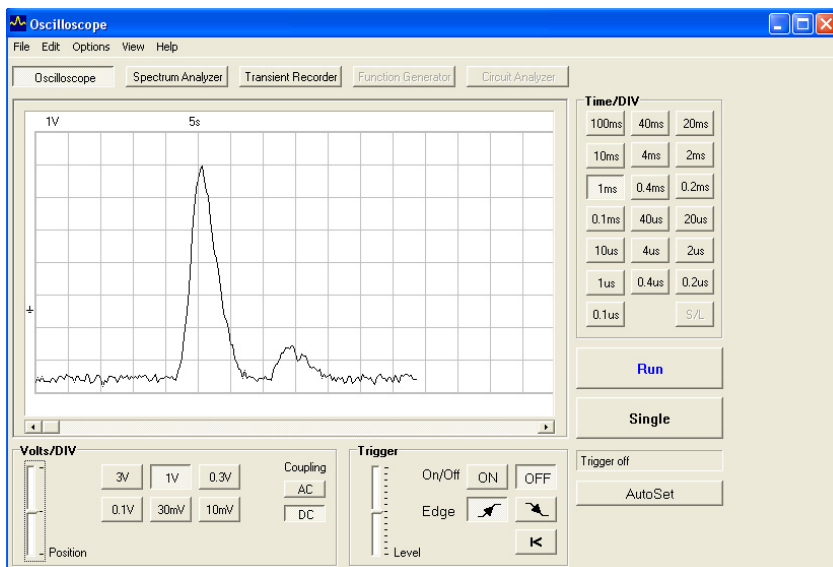 Oscilloscope
File Edit Options View Help
Oscilloscope Spectrum Analyzer Transient Recorder Function Generator Circuit Analyzer
1V 5s
Time/DIV
100ms 40ms 20ms
10ms 4ms 2ms
1ms 0.4ms 0.2ms
0.1ms 40us 20us
10us 4us 2us
1us 0.4us 0.2us
0.1us S/L
Run
Single
Trigger off
AutoSet
Volts/DIV
3V 1V 0.3V
0.1V 30mV 10mV
Coupling
AC
DC
Position
Trigger
On/Off ON OFF
Edge
Level